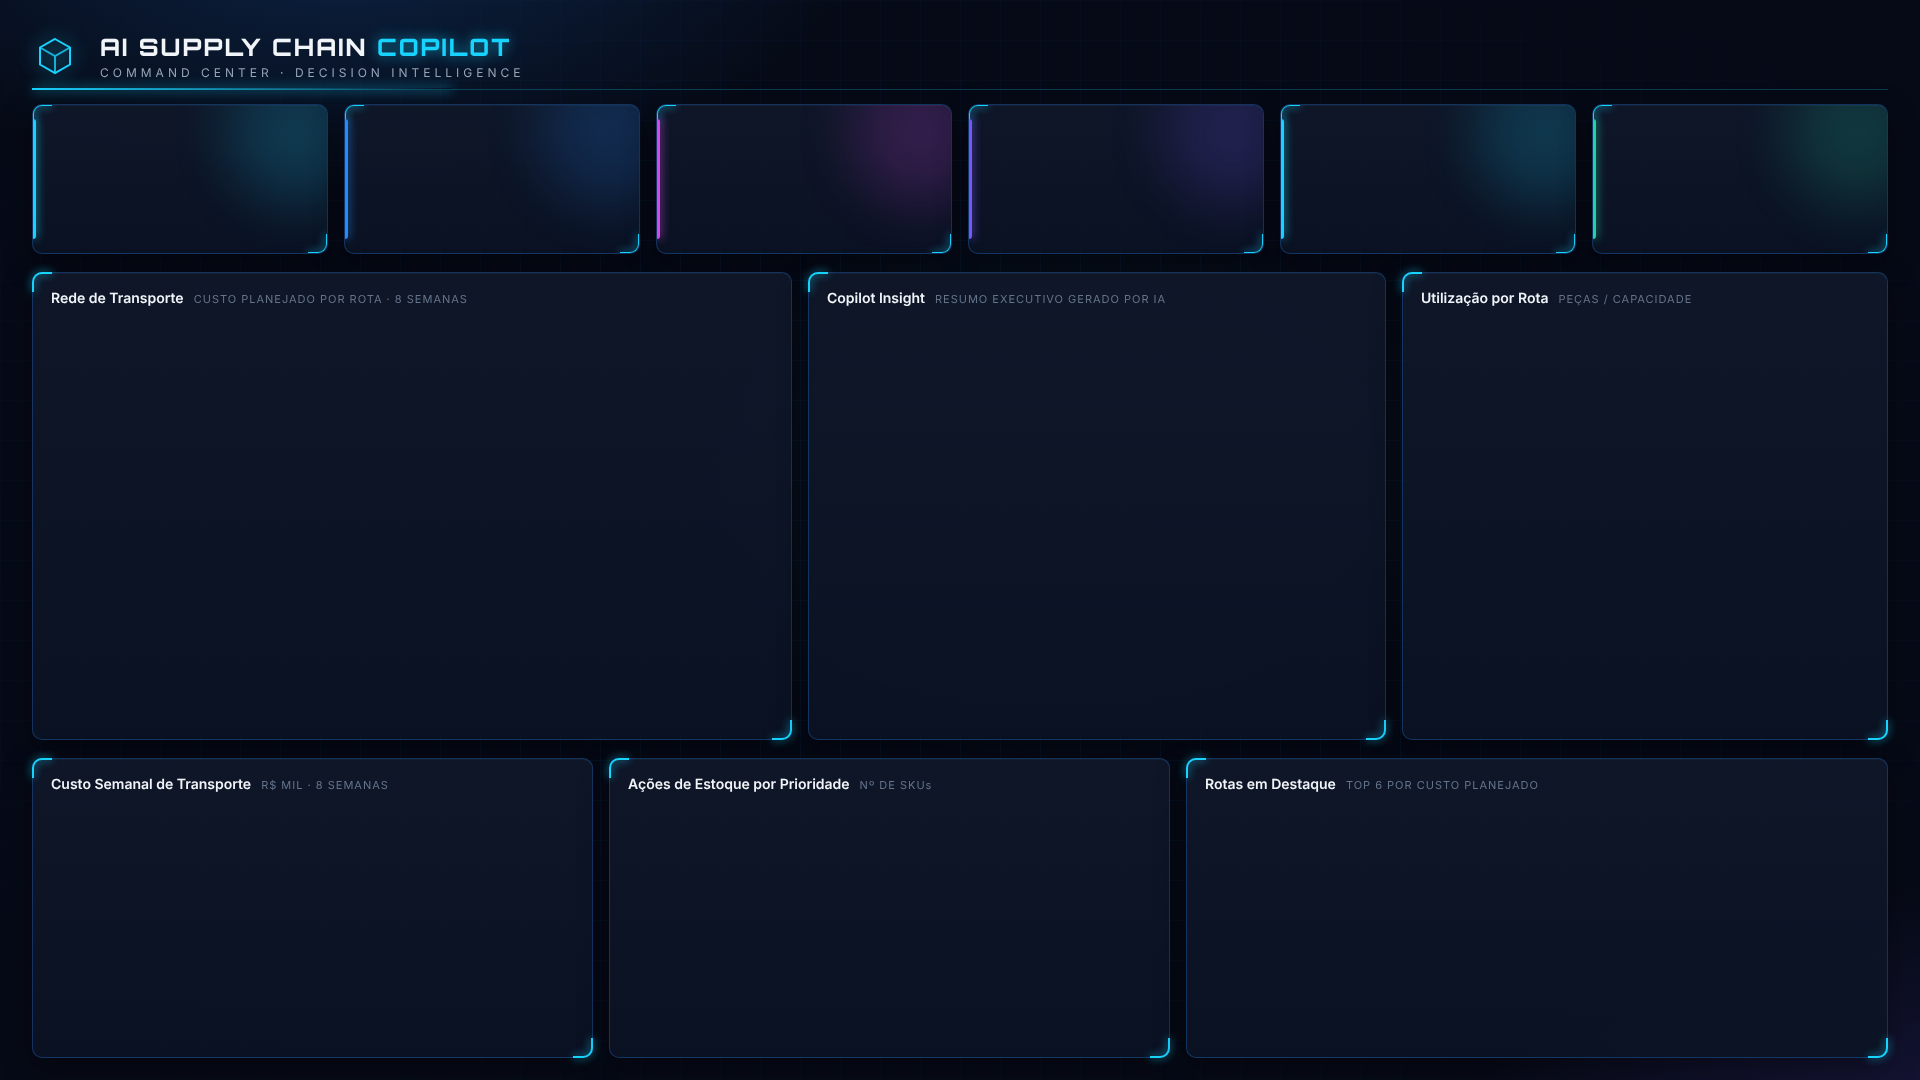 AI SUPPLY CHAIN COPILOT
COMMAND CENTER · DECISION INTELLIGENCE
Rede de Transporte CUSTO PLANEJADO POR ROTA · 8 SEMANAS
Copilot Insight RESUMO EXECUTIVO GERADO POR IA
Utilização por Rota PEÇAS / CAPACIDADE
Custo Semanal de Transporte R$ MIL · 8 SEMANAS
Ações de Estoque por Prioridade Nº DE SKUs
Rotas em Destaque TOP 6 POR CUSTO PLANEJADO